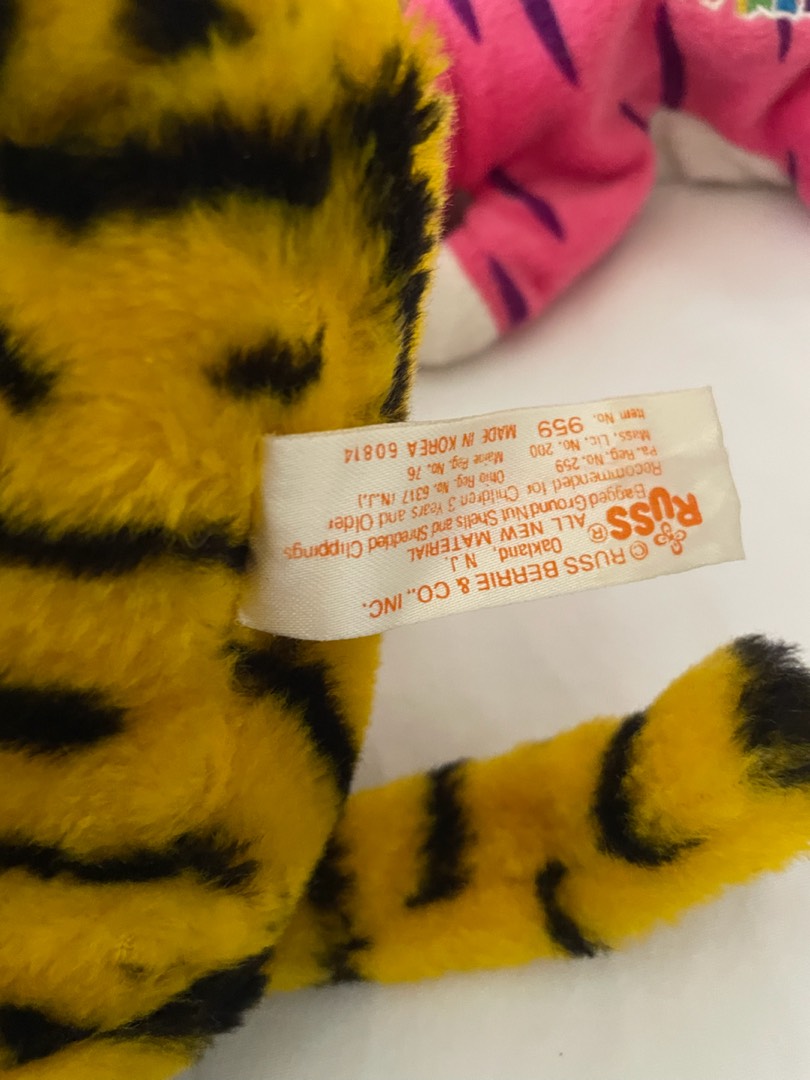 © RUSS BERRIE & CO., INC.
Oakland, N.J.
RUSS® ALL NEW MATERIAL
Bagged Ground Nut Shells and Shredded Clippings
Recommended for Children 3 Years and Older
Pa. Reg. No. 259 Ohio Reg. No. 6317 (N.J.)
Mass. Lic. No. 200 Maine Reg. No. 76
Item No. 959 MADE IN KOREA 60814